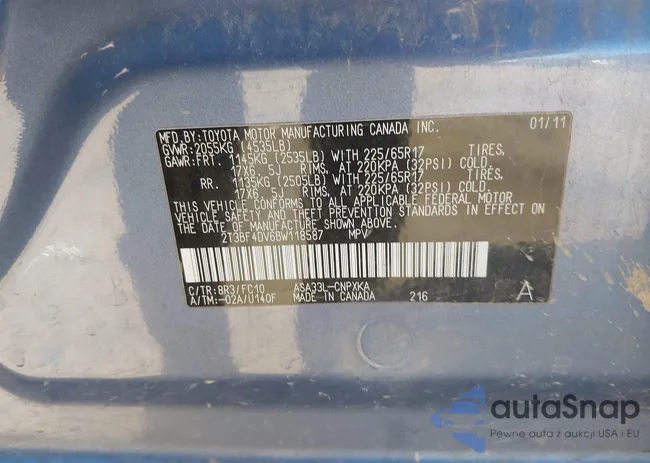 MFD.BY:TOYOTA MOTOR MANUFACTURING CANADA INC. 01/11
GVWR:2055KG (4535LB)
GAWR:FRT. 1145KG (2535LB) WITH 225/65R17 TIRES,
17X6.5J RIMS, AT 220KPA (32PSI) COLD.
RR. 1135KG (2505LB) WITH 225/65R17 TIRES,
17X6.5J RIMS, AT 220KPA (32PSI) COLD.
THIS VEHICLE CONFORMS TO ALL APPLICABLE FEDERAL MOTOR
VEHICLE SAFETY AND THEFT PREVENTION STANDARDS IN EFFECT
ON THE DATE OF MANUFACTURE SHOWN ABOVE.
2T3BF4DV6BW118587 MPV
C/TR:8R3/FC10 ASA33L-CNPXKA
A/TM:-02A/U140F MADE IN CANADA 216 A
autaSnap
Pewne auta z aukcji USA i EU